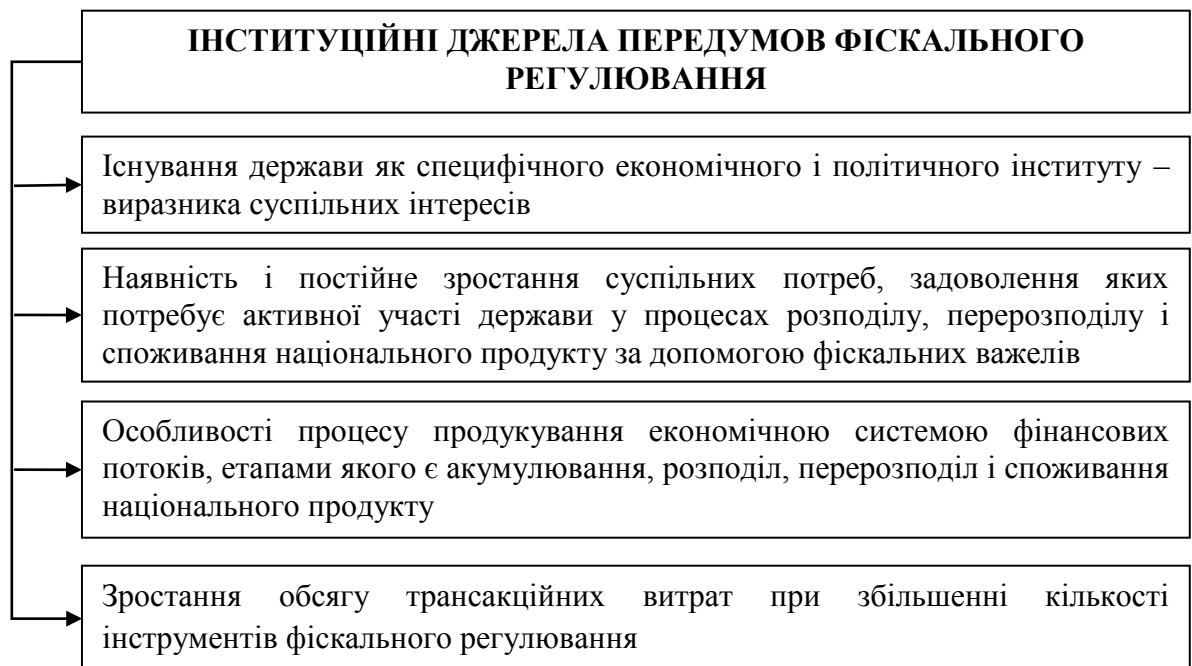 ІНСТИТУЦІЙНІ ДЖЕРЕЛА ПЕРЕДУМОВ ФІСКАЛЬНОГО
РЕГУЛЮВАННЯ
Існування держави як специфічного економічного і політичного інституту –
виразника суспільних інтересів
Наявність і постійне зростання суспільних потреб, задоволення яких
потребує активної участі держави у процесах розподілу, перерозподілу і
споживання національного продукту за допомогою фіскальних важелів
Особливості процесу продукування економічною системою фінансових
потоків, етапами якого є акумулювання, розподіл, перерозподіл і споживання
національного продукту
Зростання обсягу трансакційних витрат при збільшенні кількості
інструментів фіскального регулювання